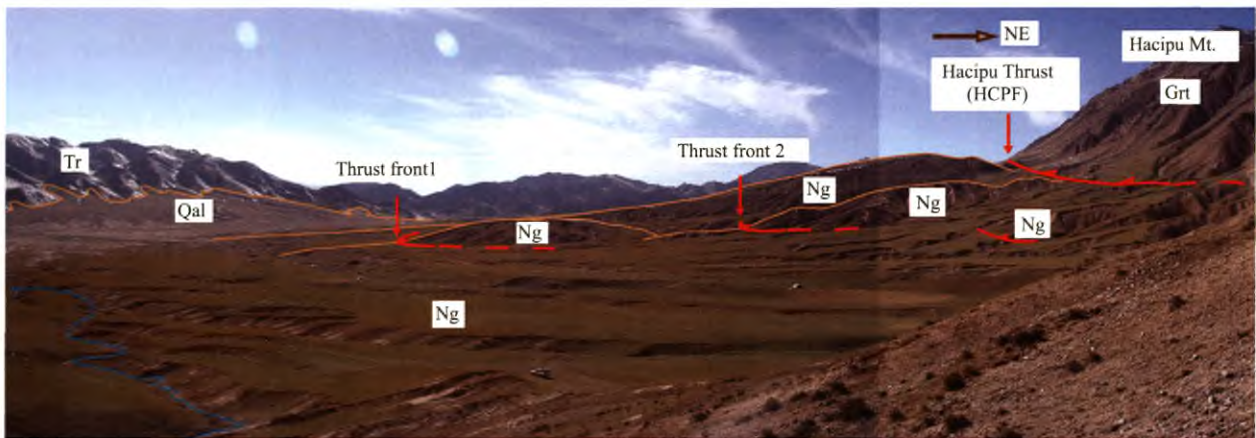 NE
Hacipu Mt.
Hacipu Thrust
(HCPF)
Grt
Tr
Thrust front1
Thrust front 2
Qal
Ng
Ng
Ng
Ng
Ng